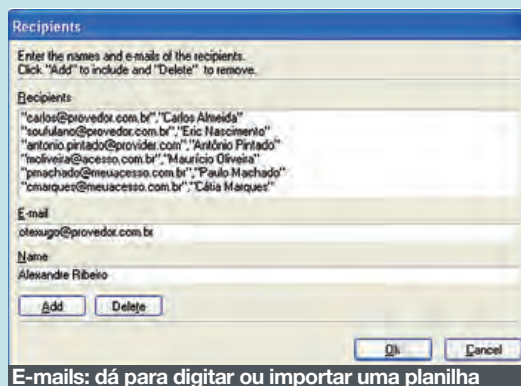 Recipients
Enter the names and e-mails of the recipients.
Click "Add" to include and "Delete" to remove.
Recipients
"carlos@provedor.com.br","Carlos Almeida"
"soufulano@provedor.com.br","Eric Nascimento"
"antonio.pintado@provider.com","Antônio Pintado"
"moliveira@acesso.com.br","Maurício Oliveira"
"pmachado@meuacesso.com.br","Paulo Machado"
"cmarques@meuacesso.com.br","Cátia Marques"
E-mail
otexugo@provedor.com.br
Name
Alexandre Ribeiro
Add Delete
Ok Cancel
E-mails: dá para digitar ou importar uma planilha